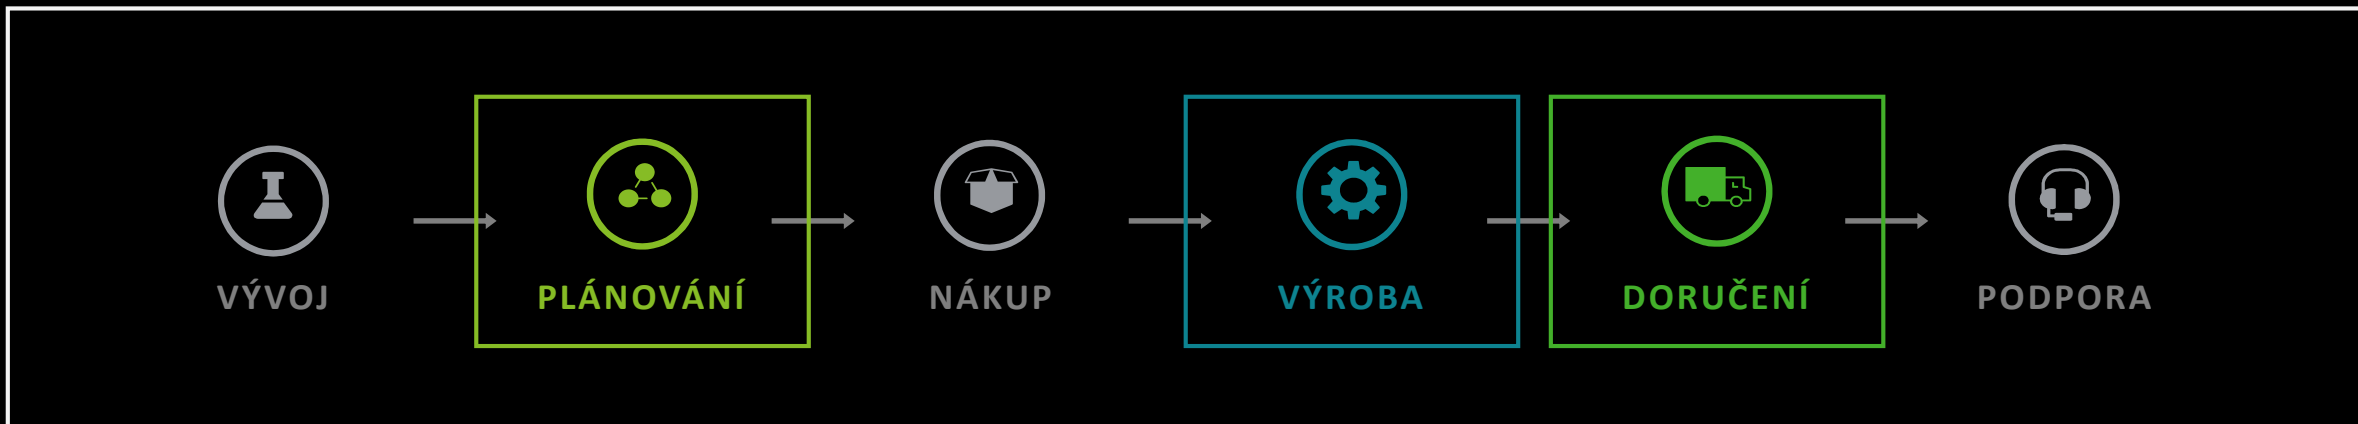 VÝVOJ
PLÁNOVÁNÍ
NÁKUP
VÝROBA
DORUČENÍ
PODPORA